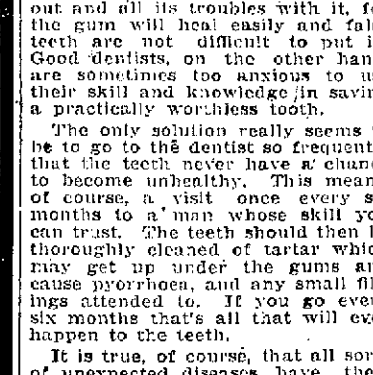 out and all its troubles with it, f
the gum will heal easily and fal
teeth are not difficult to put i
Good dentists, on the other han
are sometimes too anxious to u
their skill and knowledge in savin
a practically worthless tooth.
The only solution really seems
be to go to the dentist so frequent
that the teeth never have a chan
to become unhealthy. This mean
of course, a visit once every s
months to a man whose skill yo
can trust. The teeth should then b
thoroughly cleaned of tartar whic
may get up under the gums an
cause pyorrhoea, and any small fil
ings attended to. If you go eve
six months that's all that will ev
happen to the teeth.
It is true, of course, that all sor
of unexpected diseases have the